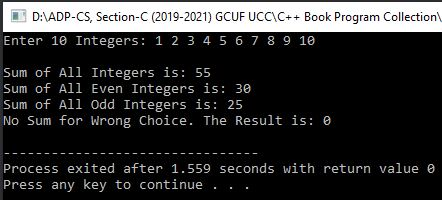 D:\ADP-CS, Section-C (2019-2021) GCUF UCC\C++ Book Program Collection\
Enter 10 Integers: 1 2 3 4 5 6 7 8 9 10
Sum of All Integers is: 55
Sum of All Even Integers is: 30
Sum of All Odd Integers is: 25
No Sum for Wrong Choice. The Result is: 0
--------------------------------
Process exited after 1.559 seconds with return value 0
Press any key to continue . . .